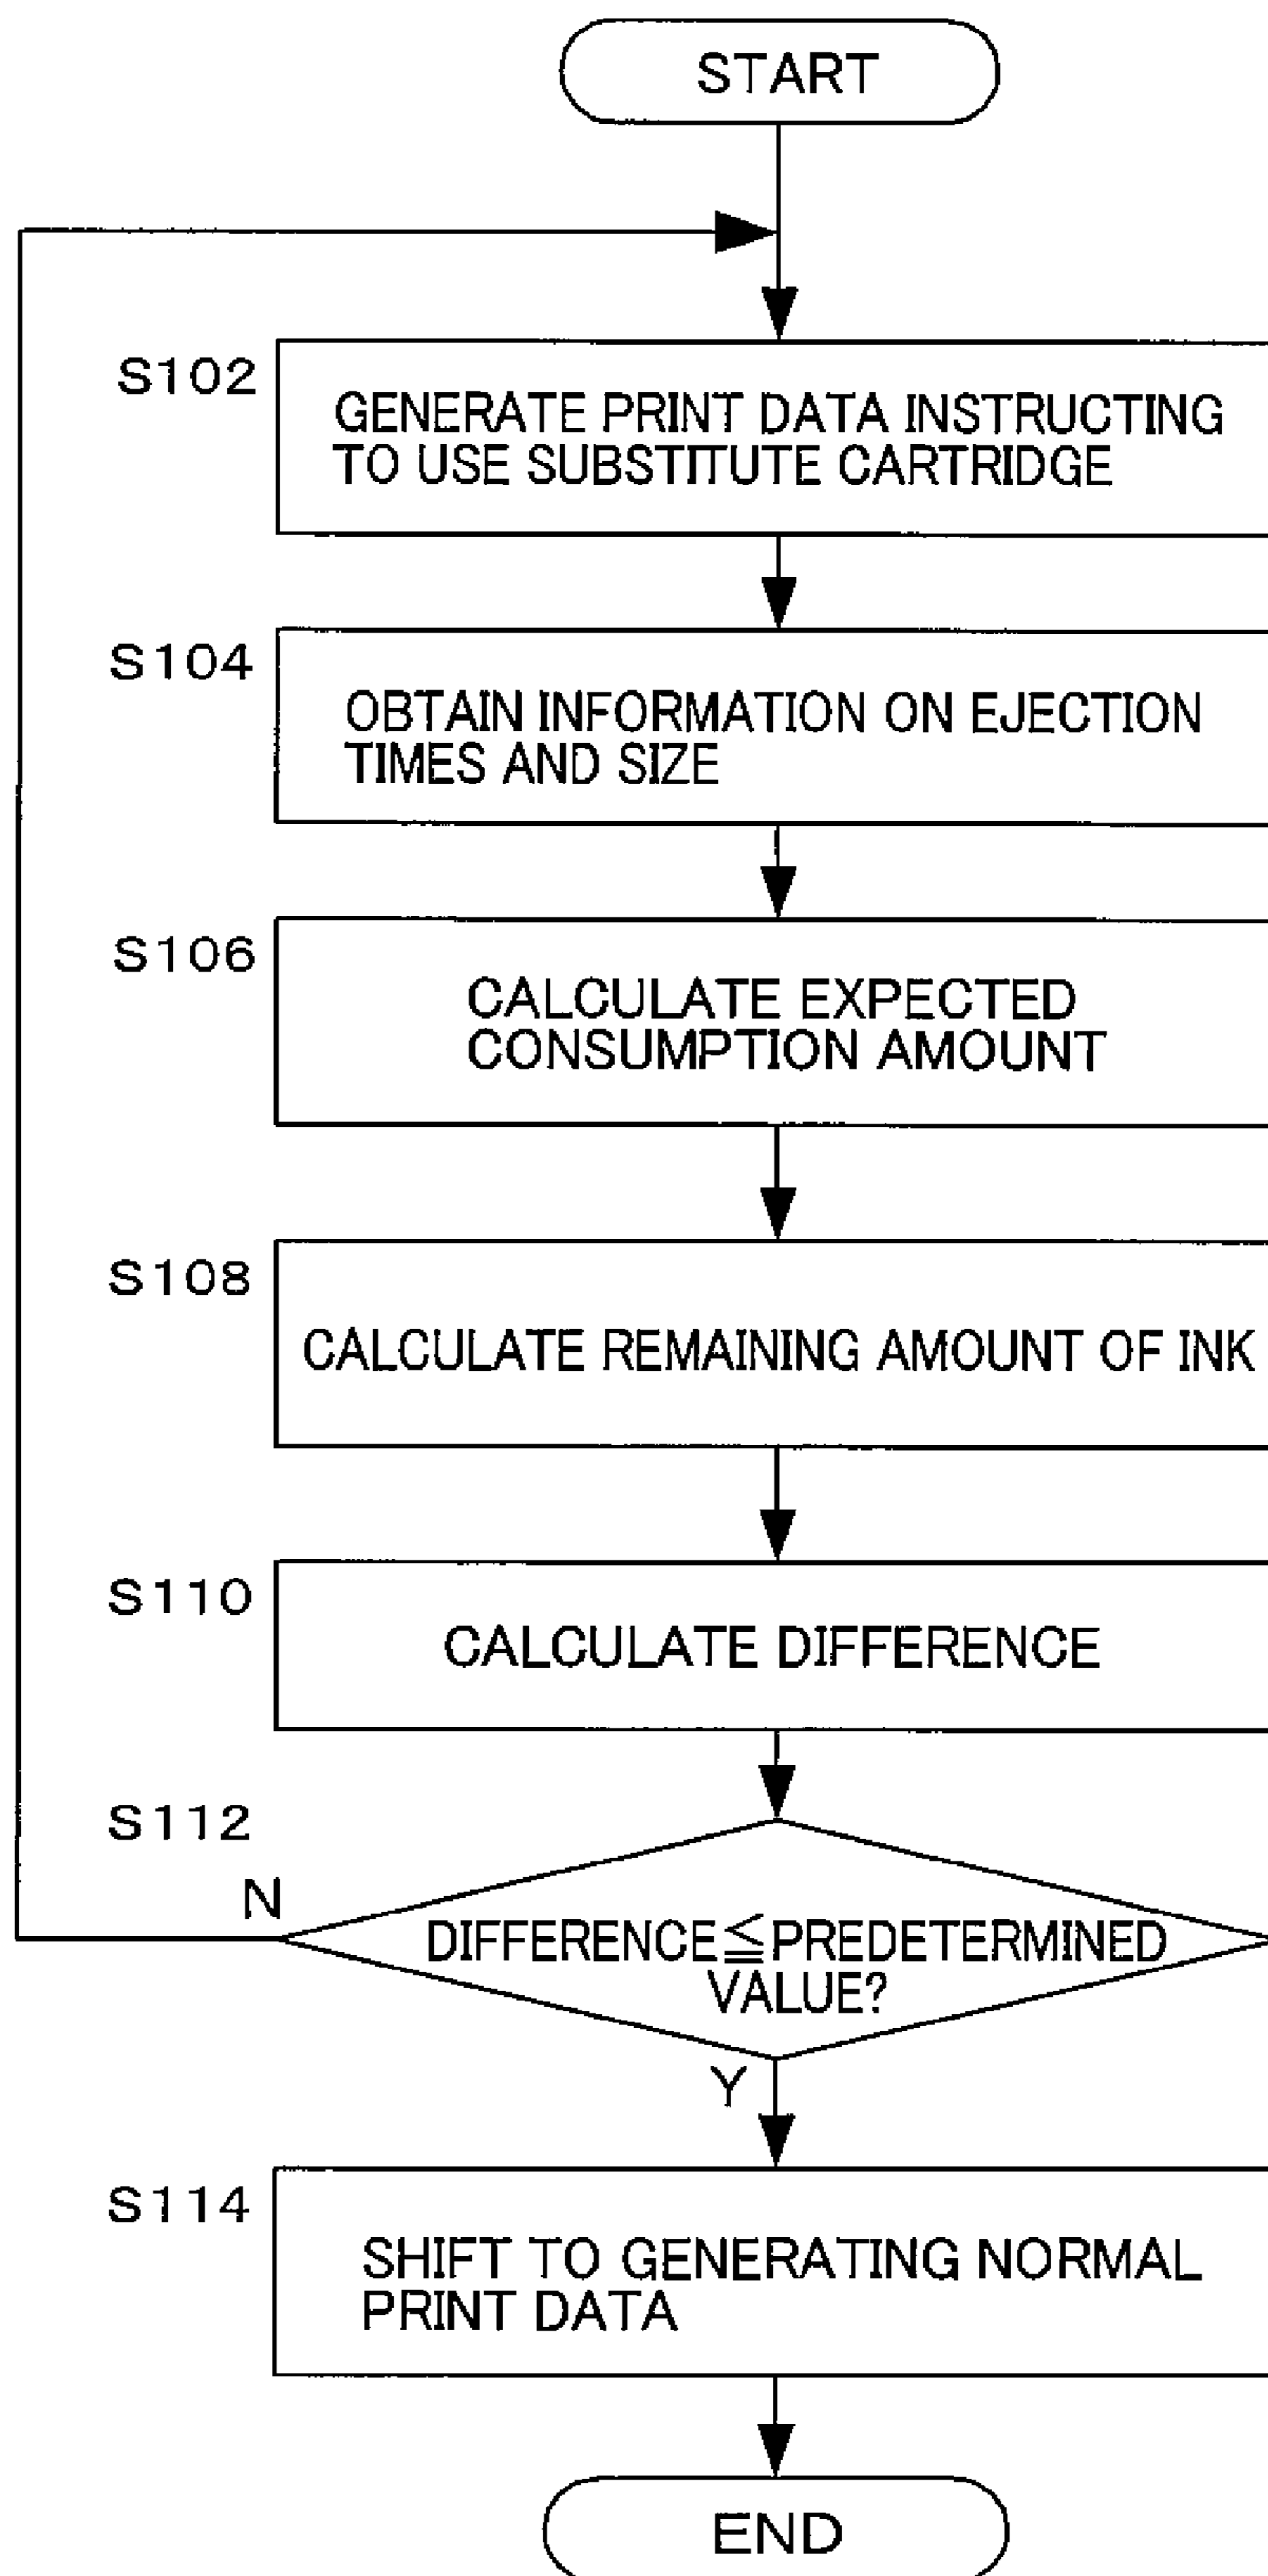 START
S102
GENERATE PRINT DATA INSTRUCTING
TO USE SUBSTITUTE CARTRIDGE
S104
OBTAIN INFORMATION ON EJECTION
TIMES AND SIZE
S106
CALCULATE EXPECTED
CONSUMPTION AMOUNT
S108
CALCULATE REMAINING AMOUNT OF INK
S110
CALCULATE DIFFERENCE
S112
N
DIFFERENCE≦PREDETERMINED
VALUE?
Y
S114
SHIFT TO GENERATING NORMAL
PRINT DATA
END